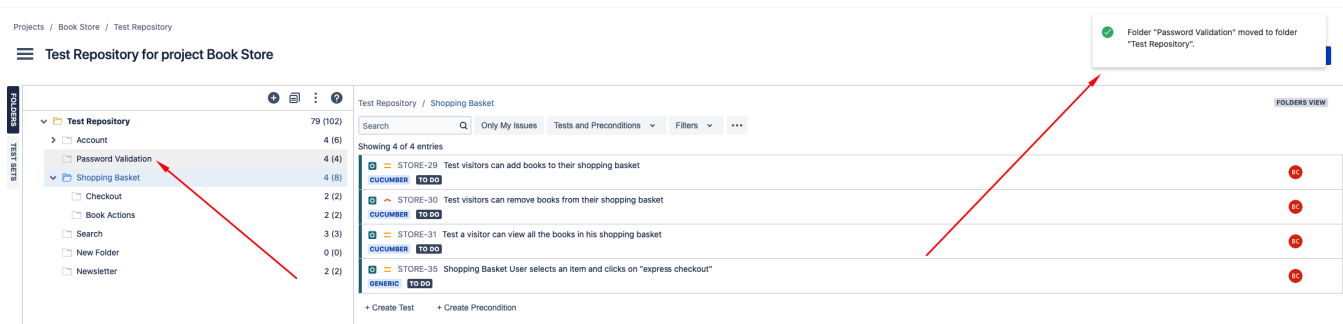 Projects / Book Store / Test Repository
Test Repository for project Book Store
Folder "Password Validation" moved to folder
"Test Repository".
FOLDERS
TEST SETS
Test Repository 79 (102)
Account 4 (6)
Password Validation 4 (4)
Shopping Basket 4 (8)
Checkout 2 (2)
Book Actions 2 (2)
Search 3 (3)
New Folder 0 (0)
Newsletter 2 (2)
Test Repository / Shopping Basket FOLDERS VIEW
Search Only My Issues Tests and Preconditions Filters
Showing 4 of 4 entries
STORE-29 Test visitors can add books to their shopping basket
CUCUMBER TO DO BC
STORE-30 Test visitors can remove books from their shopping basket
CUCUMBER TO DO BC
STORE-31 Test a visitor can view all the books in his shopping basket
CUCUMBER TO DO BC
STORE-35 Shopping Basket User selects an item and clicks on "express checkout"
GENERIC TO DO BC
+ Create Test + Create Precondition